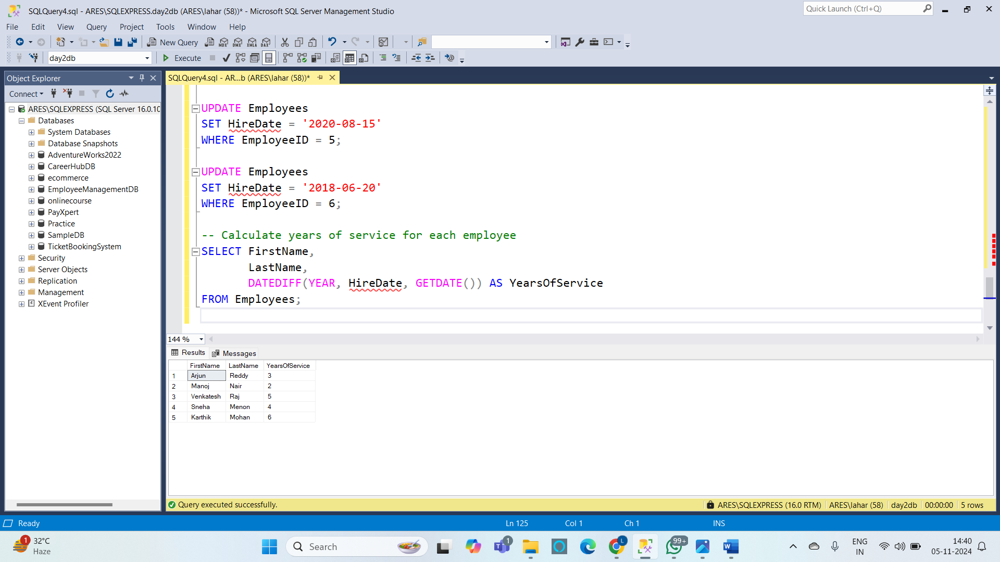 SQLQuery4.sql - ARES\SQLEXPRESS.day2db (ARES\lahar (58))* - Microsoft SQL Server Management Studio
Quick Launch (Ctrl+Q)
File Edit View Query Project Tools Window Help
New Query MDX DMX XMLA DAX
day2db Execute
Object Explorer
SQLQuery4.sql - AR...b (ARES\lahar (58))*
Connect
ARES\SQLEXPRESS (SQL Server 16.0.10
Databases
System Databases
Database Snapshots
AdventureWorks2022
CareerHubDB
ecommerce
EmployeeManagementDB
onlinecourse
PayXpert
Practice
SampleDB
TicketBookingSystem
Security
Server Objects
Replication
Management
XEvent Profiler
UPDATE Employees
SET HireDate = '2020-08-15'
WHERE EmployeeID = 5;
UPDATE Employees
SET HireDate = '2018-06-20'
WHERE EmployeeID = 6;
-- Calculate years of service for each employee
SELECT FirstName,
LastName,
DATEDIFF(YEAR, HireDate, GETDATE()) AS YearsOfService
FROM Employees;
144 %
Results Messages
FirstName LastName YearsOfService
1 Arjun Reddy 3
2 Manoj Nair 2
3 Venkatesh Raj 5
4 Sneha Menon 4
5 Karthik Mohan 6
Query executed successfully. ARES\SQLEXPRESS (16.0 RTM) ARES\lahar (58) day2db 00:00:00 5 rows
Ready Ln 125 Col 1 Ch 1 INS
1 32°C
Haze
Search
1
L
99+
W
ENG
IN
14:40
05-11-2024